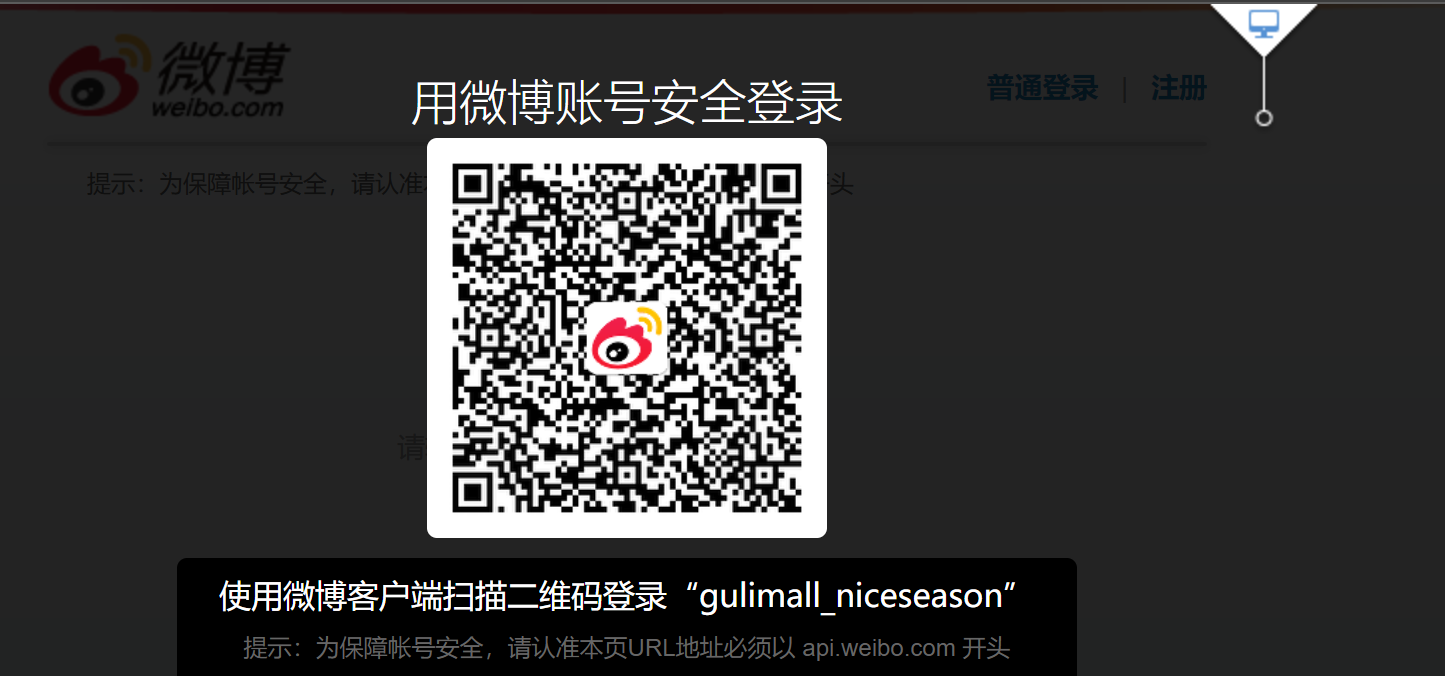 微博
weibo.com
普通登录 | 注册
用微博账号安全登录
提示：为保障帐号安全，请认准
头
请
使用微博客户端扫描二维码登录“gulimall_niceseason”
提示：为保障帐号安全，请认准本页URL地址必须以 api.weibo.com 开头